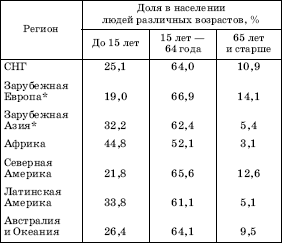 Регион
Доля в населении
людей различных возрастов, %
До 15 лет
15 лет —
64 года
65 лет
и старше
СНГ 25,1 64,0 10,9
Зарубежная
Европа* 19,0 66,9 14,1
Зарубежная
Азия* 32,2 62,4 5,4
Африка 44,8 52,1 3,1
Северная
Америка 21,8 65,6 12,6
Латинская
Америка 33,8 61,1 5,1
Австралия
и Океания 26,4 64,1 9,5